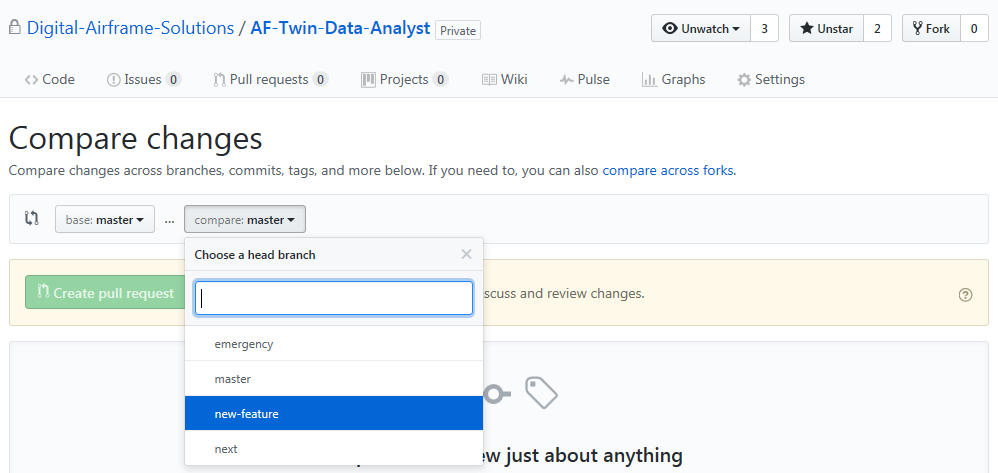 Digital-Airframe-Solutions / AF-Twin-Data-Analyst Private Unwatch 3 Unstar 2 Fork 0
Code Issues 0 Pull requests 0 Projects 0 Wiki Pulse Graphs Settings
Compare changes
Compare changes across branches, commits, tags, and more below. If you need to, you can also compare across forks.
base: master ... compare: master
Choose a head branch
Create pull request
scuss and review changes.
emergency
master
new-feature
next
just about anything